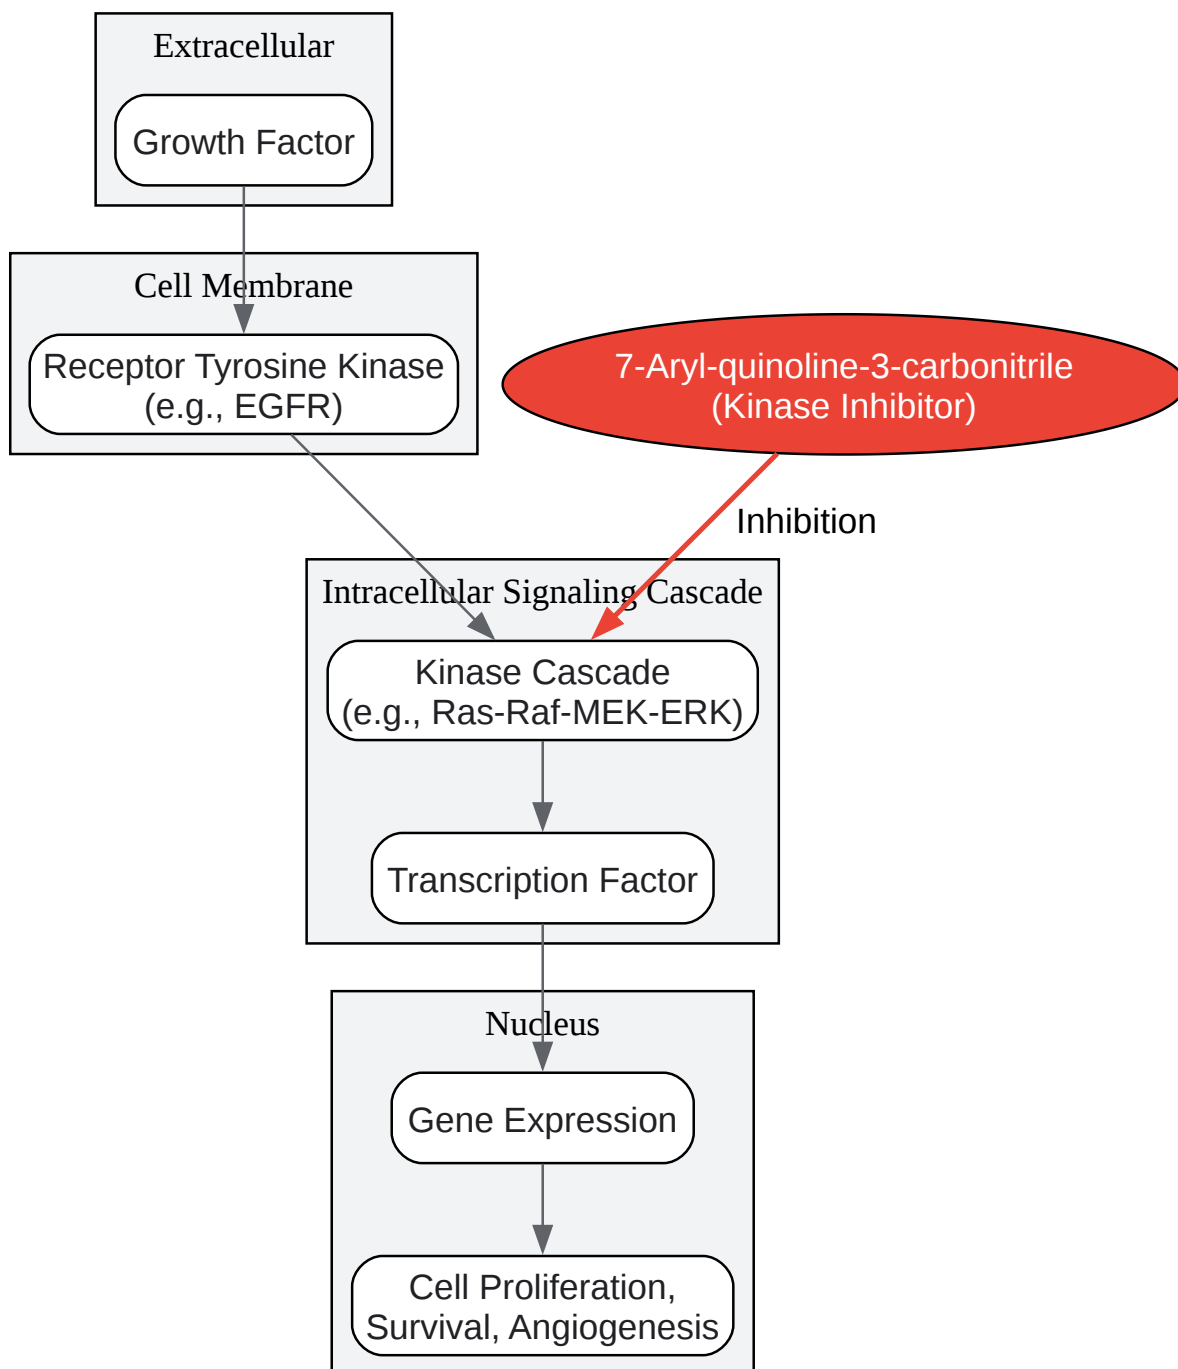 Extracellular
Growth Factor
Cell Membrane
Receptor Tyrosine Kinase
(e.g., EGFR)
7-Aryl-quinoline-3-carbonitrile
(Kinase Inhibitor)
Inhibition
Intracellular Signaling Cascade
Kinase Cascade
(e.g., Ras-Raf-MEK-ERK)
Transcription Factor
Nucleus
Gene Expression
Cell Proliferation,
Survival, Angiogenesis